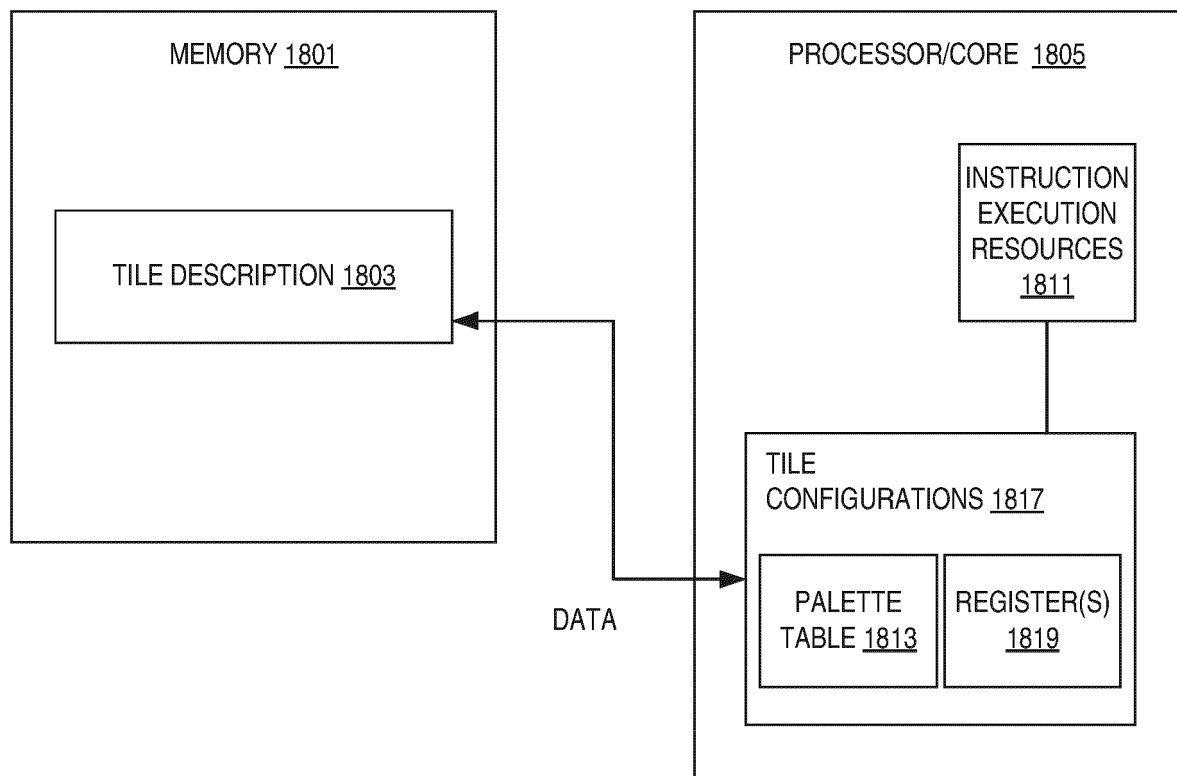 MEMORY 1801
TILE DESCRIPTION 1803
DATA
PROCESSOR/CORE 1805
INSTRUCTION
EXECUTION
RESOURCES
1811
TILE
CONFIGURATIONS 1817
PALETTE
TABLE 1813
REGISTER(S)
1819